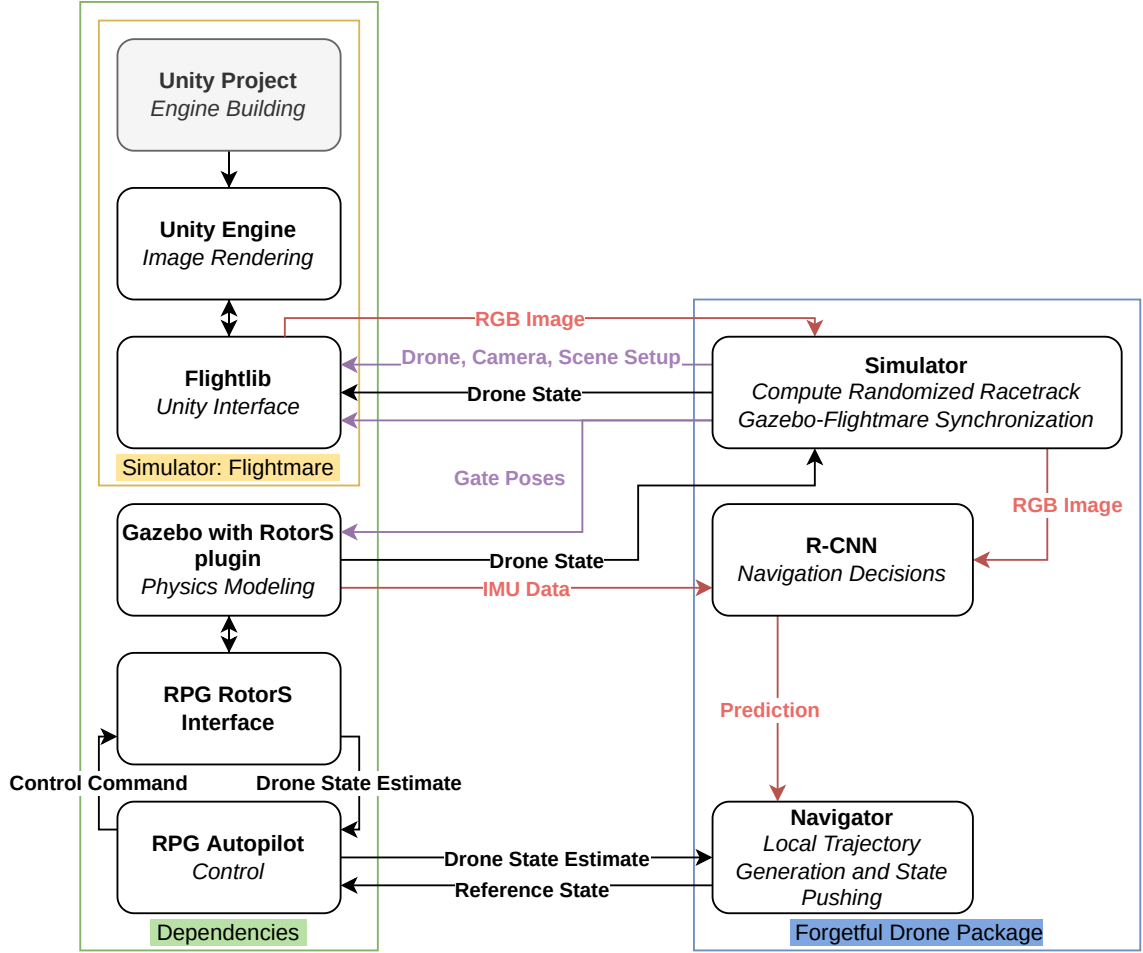 Unity Project
Engine Building
Unity Engine
Image Rendering
RGB Image
Drone, Camera, Scene Setup
Flightlib
Unity Interface
Drone State
Simulator
Compute Randomized Racetrack
Gazebo-Flightmare Synchronization
Simulator: Flightmare
Gate Poses
RGB Image
Gazebo with RotorS
plugin
Physics Modeling
Drone State
IMU Data
R-CNN
Navigation Decisions
RPG RotorS
Interface
Prediction
Control Command
Drone State Estimate
RPG Autopilot
Control
Drone State Estimate
Reference State
Navigator
Local Trajectory
Generation and State
Pushing
Dependencies
Forgetful Drone Package